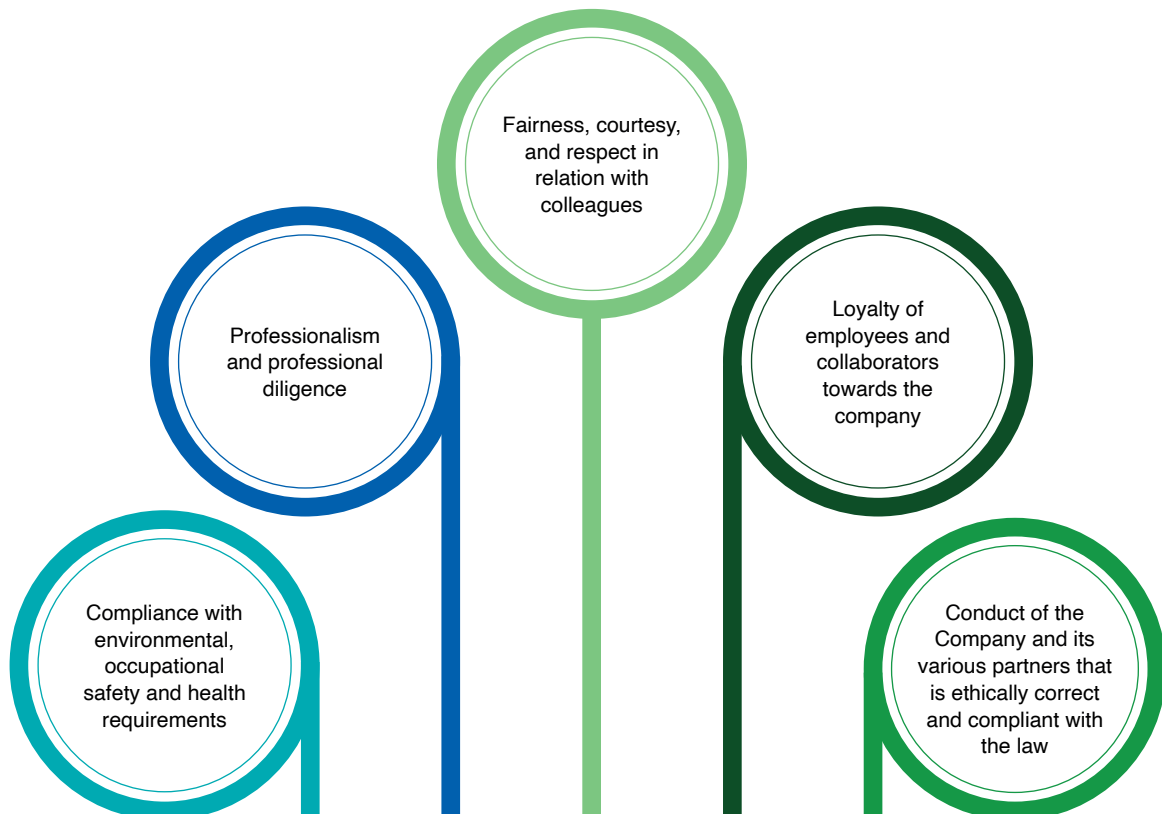 Fairness, courtesy,
and respect in
relation with
colleagues
Professionalism
and professional
diligence
Loyalty of
employees and
collaborators
towards the
company
Compliance with
environmental,
occupational
safety and health
requirements
Conduct of the
Company and its
various partners that
is ethically correct
and compliant with
the law